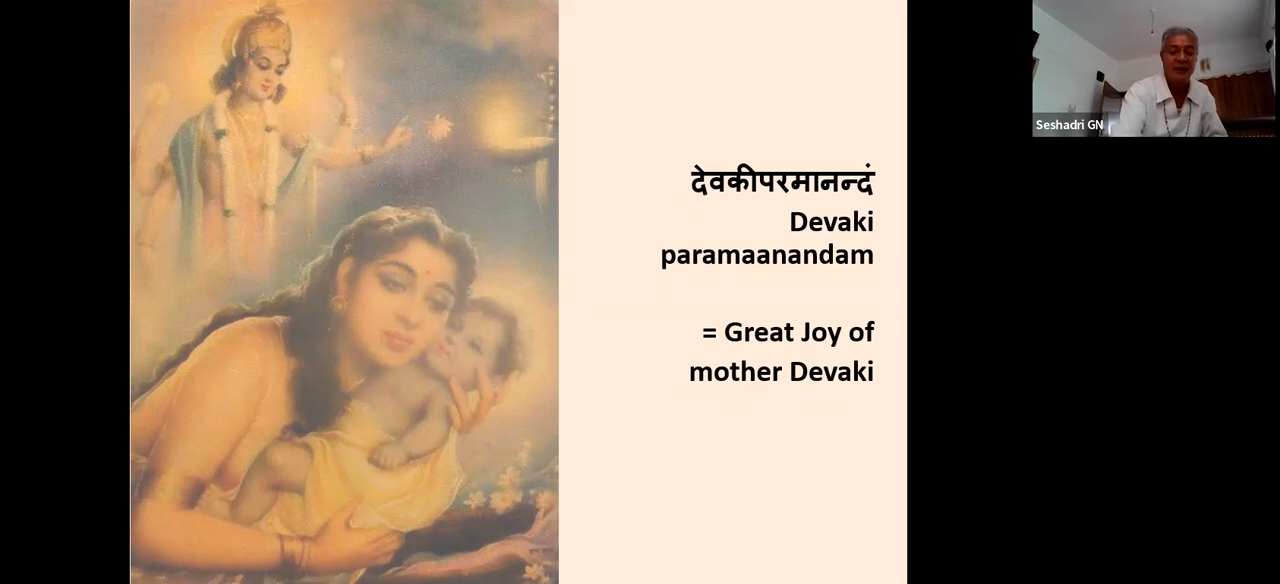 देवकीपरमानन्दं
Devaki
paramaanandam
= Great Joy of
mother Devaki
Seshadri GN